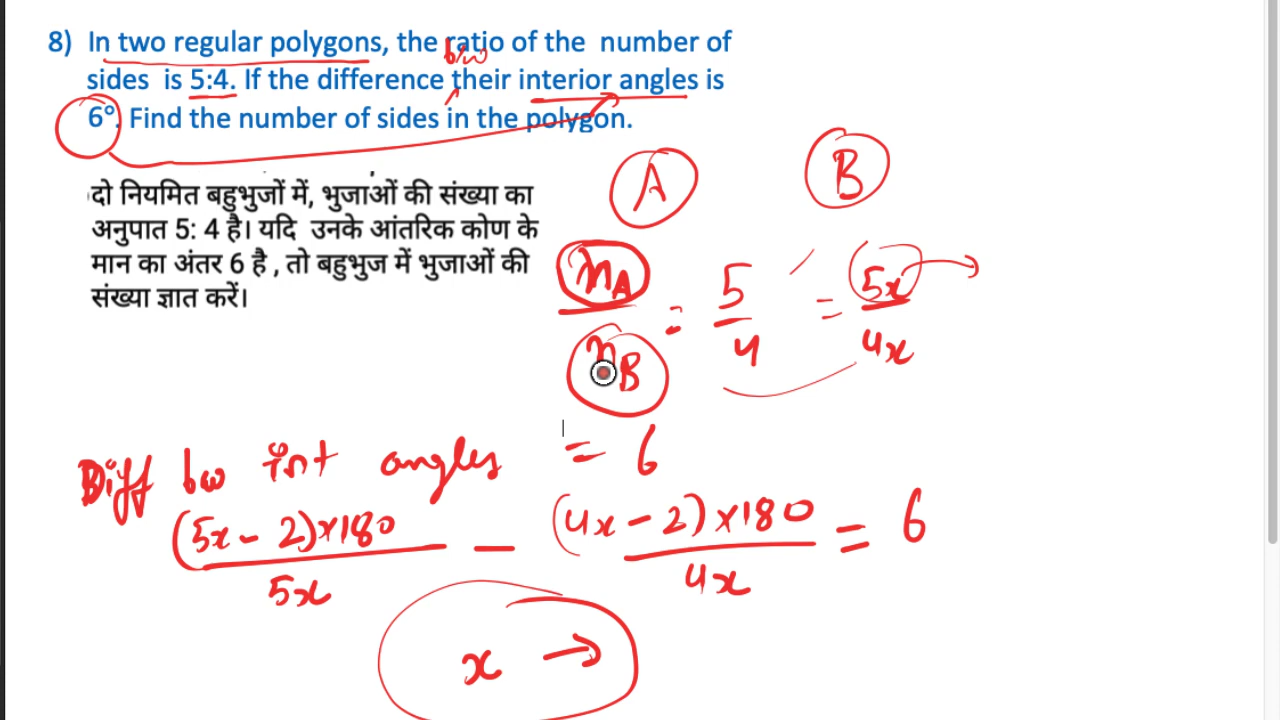 8) In two regular polygons, the ratio of the number of
bw
sides is 5:4. If the difference their interior angles is
6°. Find the number of sides in the polygon.
दो नियमित बहुभुजों में, भुजाओं की संख्या का
अनुपात 5: 4 है। यदि उनके आंतरिक कोण के
मान का अंतर 6 है , तो बहुभुज में भुजाओं की
संख्या ज्ञात करें।
A B
nA / nB = 5 / 4 = 5x / 4x
Diff bw int angles = 6
(5x - 2)×180 / 5x - (4x - 2)×180 / 4x = 6
x →